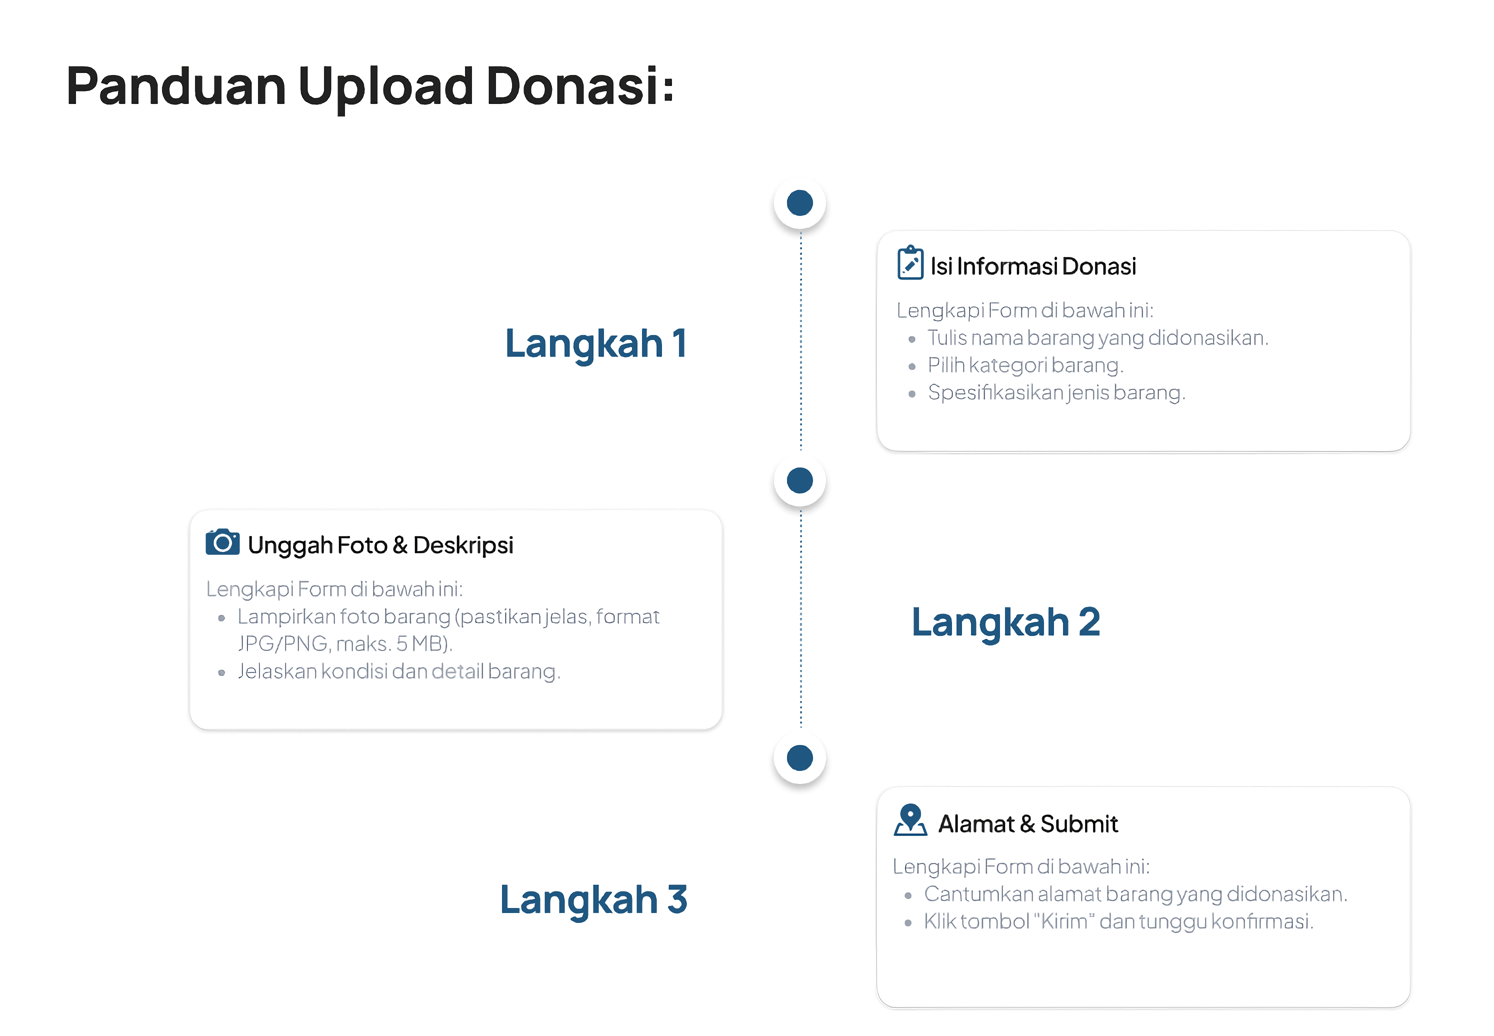 Panduan Upload Donasi:
Langkah 1
Isi Informasi Donasi
Lengkapi Form di bawah ini:
• Tulis nama barang yang didonasikan.
• Pilih kategori barang.
• Spesifikasikan jenis barang.
Unggah Foto & Deskripsi
Lengkapi Form di bawah ini:
• Lampirkan foto barang (pastikan jelas, format
JPG/PNG, maks. 5 MB).
• Jelaskan kondisi dan detail barang.
Langkah 2
Langkah 3
Alamat & Submit
Lengkapi Form di bawah ini:
• Cantumkan alamat barang yang didonasikan.
• Klik tombol "Kirim” dan tunggu konfirmasi.